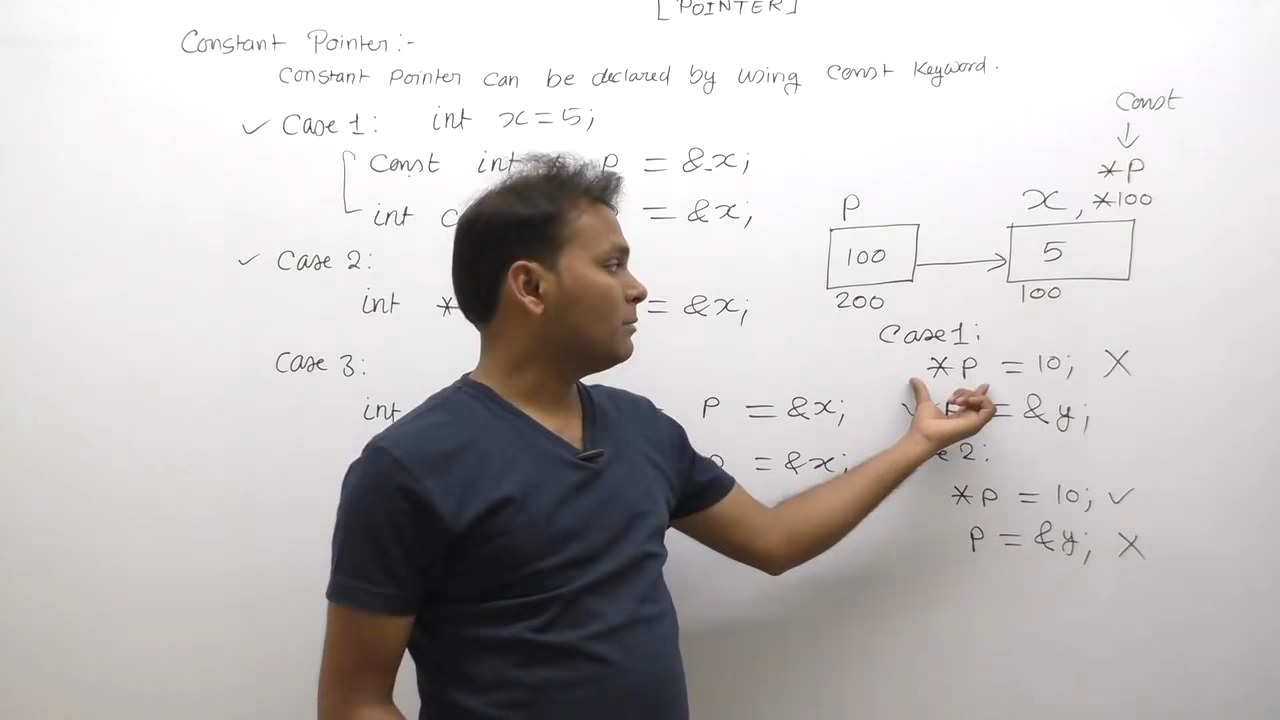 [POINTER]
Constant Pointer:-
Constant Pointer can be declared by using Const Keyword.
✓ Case 1: int x = 5;
Const int P = &x;
int = &x;
✓ Case 2:
int * = &x;
Case 3:
int P = &x;
= &x;
Const
↓
*P
P x, *100
100 → 5
200 100
Case 1:
*P = 10; X
= &y;
2:
*P = 10; ✓
P = &y; X